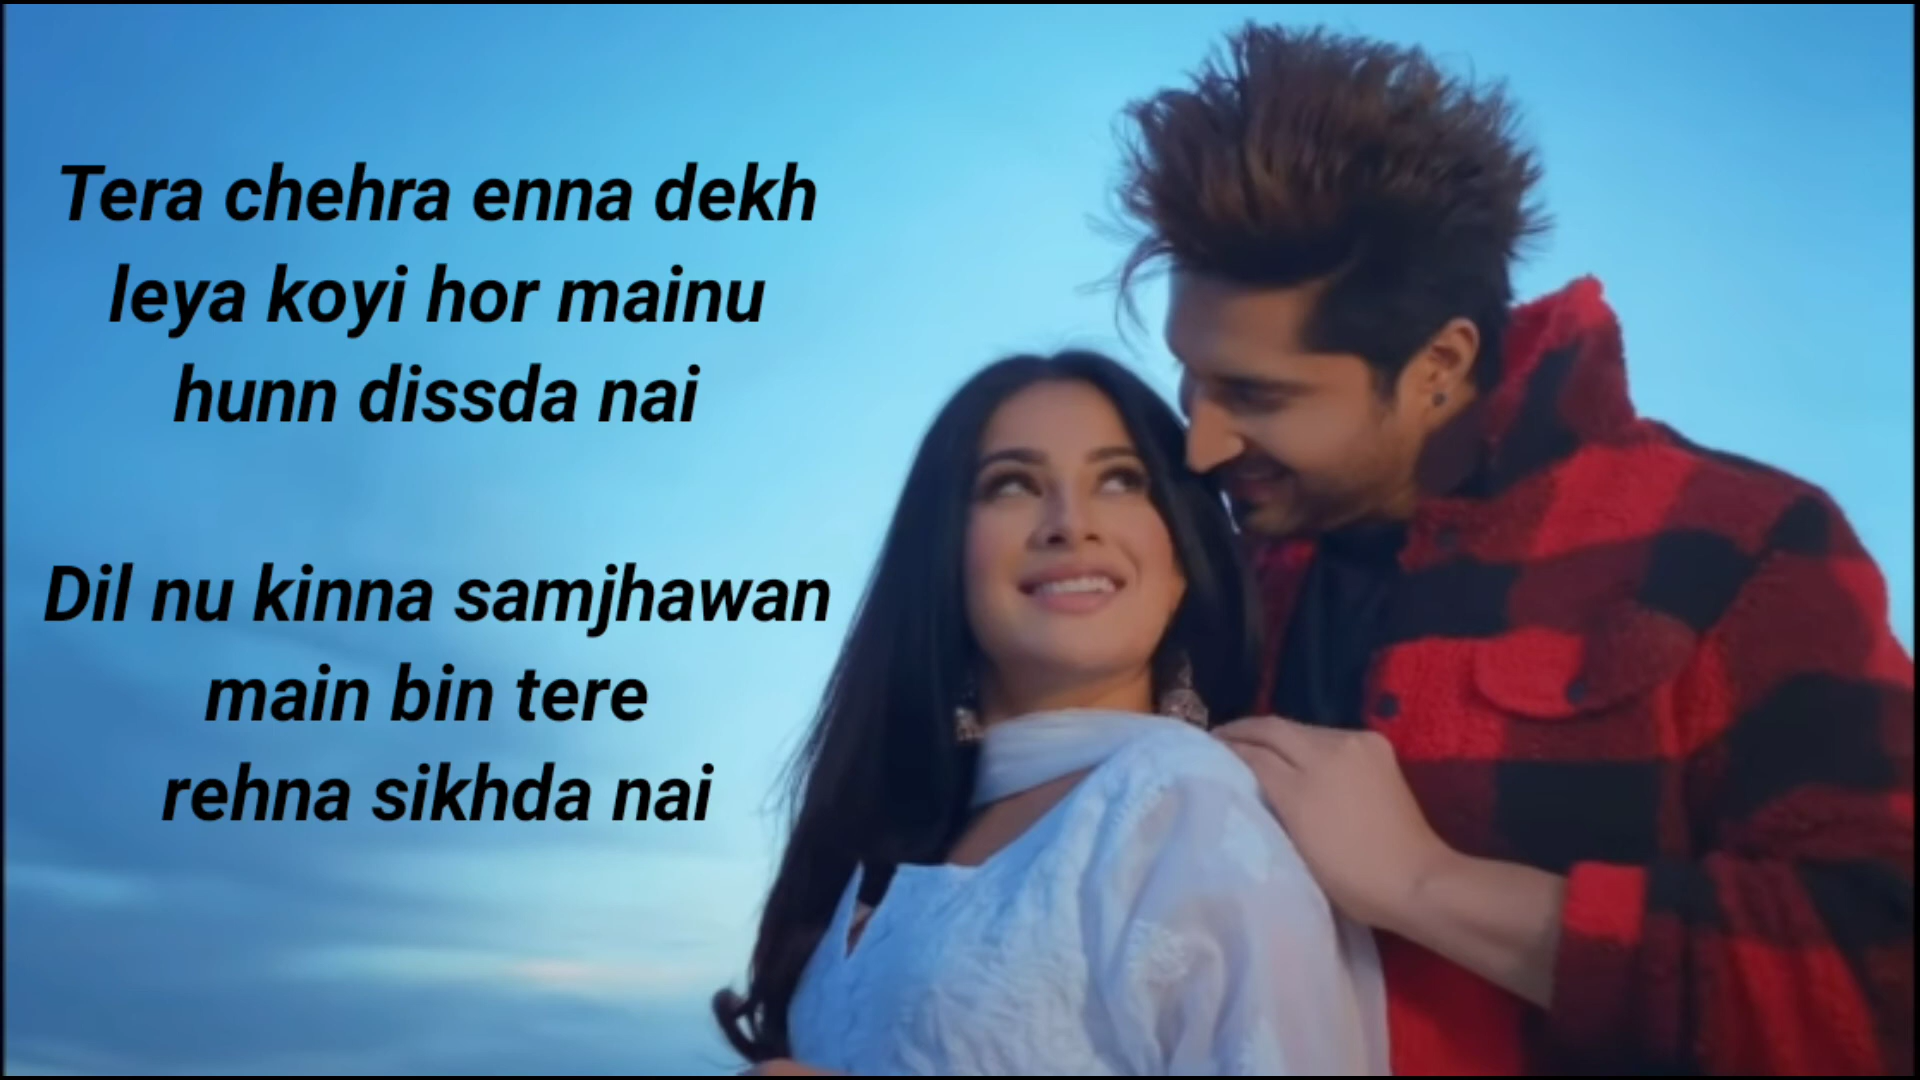 Tera chehra enna dekh
leya koyi hor mainu
hunn dissda nai
Dil nu kinna samjhawan
main bin tere
rehna sikhda nai